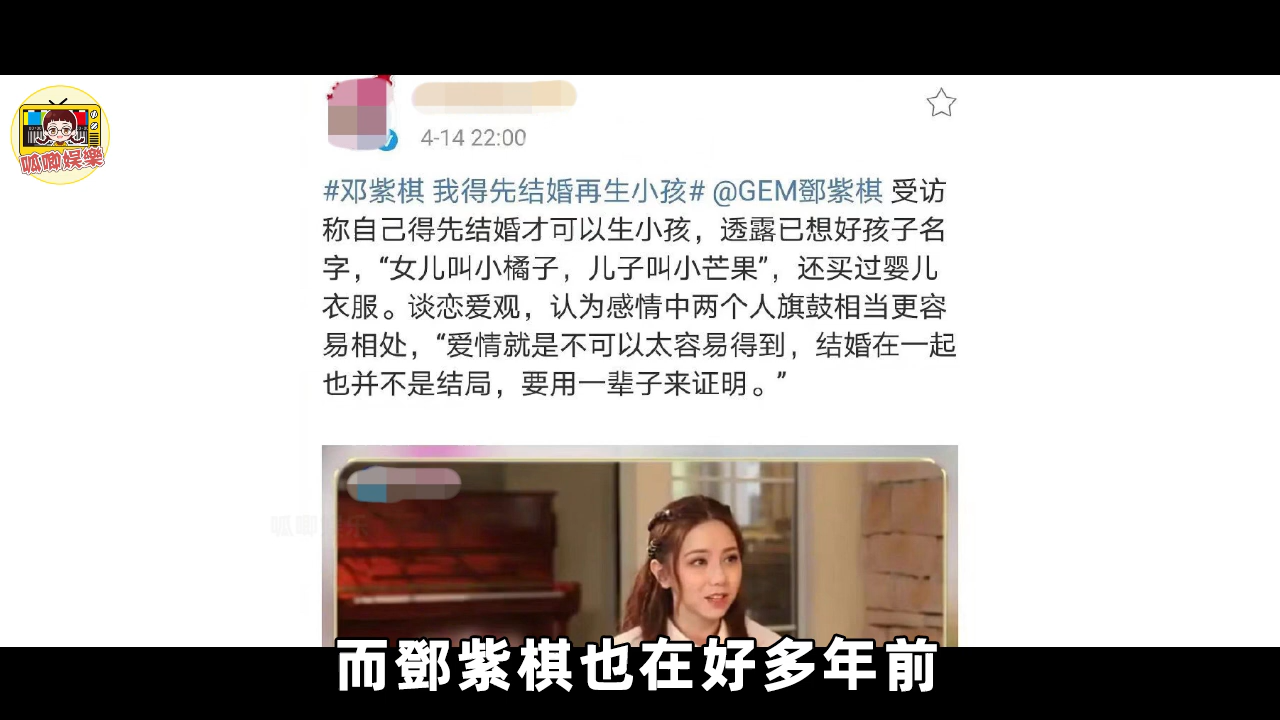 呱唧娱樂
4-14 22:00
#邓紫棋 我得先结婚再生小孩# @GEM鄧紫棋 受访
称自己得先结婚才可以生小孩，透露已想好孩子名
字，“女儿叫小橘子，儿子叫小芒果”，还买过婴儿
衣服。谈恋爱观，认为感情中两个人旗鼓相当更容
易相处，“爱情就是不可以太容易得到，结婚在一起
也并不是结局，要用一辈子来证明。”
呱唧娱乐
而鄧紫棋也在好多年前